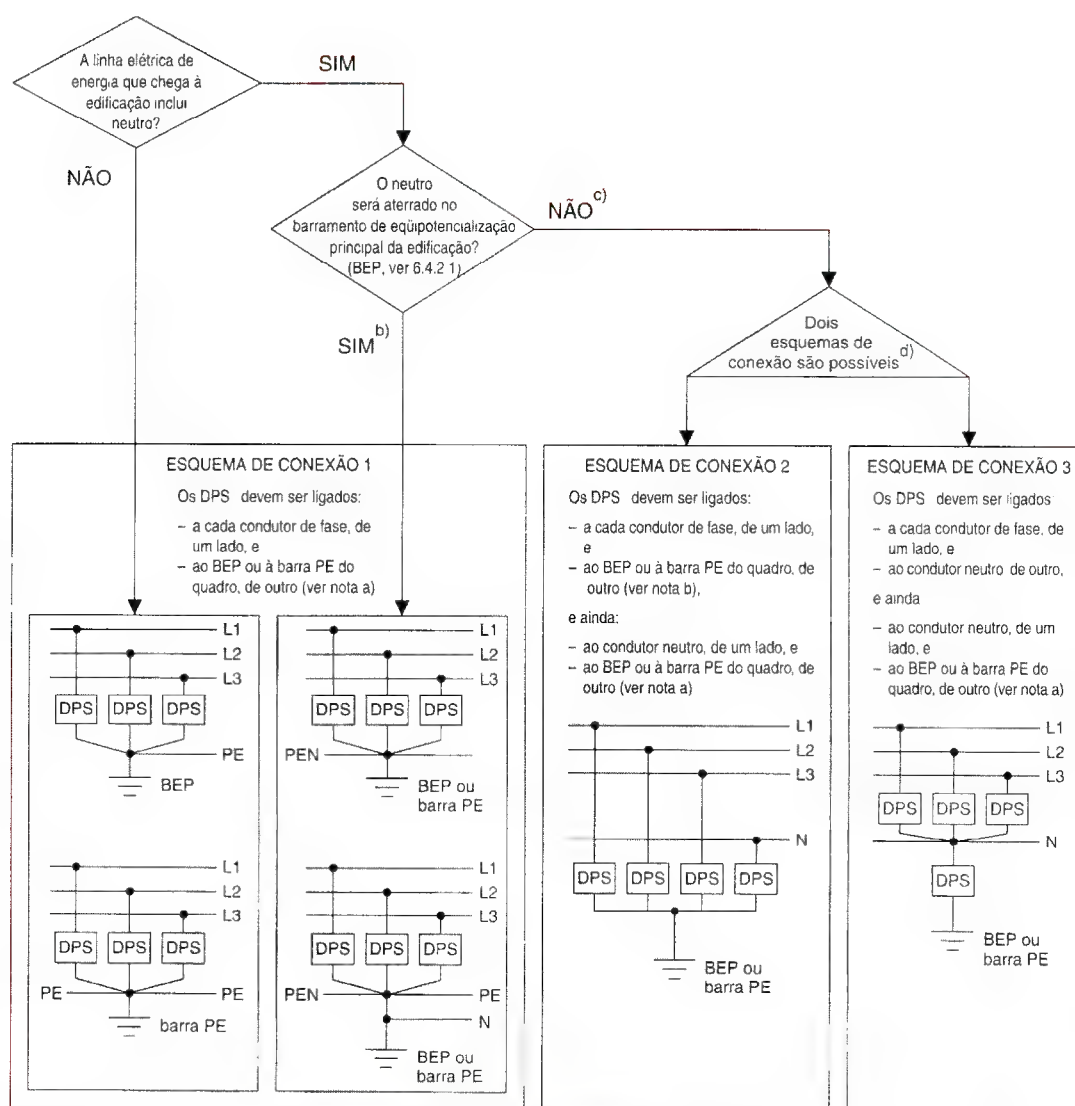 A linha elétrica de
energia que chega à
edificação inclui
neutro?
SIM
NÃO
O neutro
será aterrado no
barramento de eqüipotencialização
principal da edificação?
(BEP, ver 6.4.2 1)
NÃO c)
SIM b)
Dois
esquemas de
conexão são possíveis d)
ESQUEMA DE CONEXÃO 1
Os DPS devem ser ligados:
– a cada condutor de fase, de
um lado, e
– ao BEP ou à barra PE do
quadro, de outro (ver nota a)
L1
L2
L3
DPS DPS DPS
PE
BEP
L1
L2
L3
DPS DPS DPS
PEN
BEP ou
barra PE
L1
L2
L3
DPS DPS DPS
PE PE
barra PE
L1
L2
L3
DPS DPS DPS
PEN PE
N
BEP ou
barra PE
ESQUEMA DE CONEXÃO 2
Os DPS devem ser ligados:
– a cada condutor de fase, de um lado,
e
– ao BEP ou à barra PE do quadro, de
outro (ver nota b),
e ainda:
– ao condutor neutro, de um lado, e
– ao BEP ou à barra PE do quadro, de
outro (ver nota a)
L1
L2
L3
N
DPS DPS DPS DPS
BEP ou
barra PE
ESQUEMA DE CONEXÃO 3
Os DPS devem ser ligados
– a cada condutor de fase, de
um lado, e
– ao condutor neutro de outro,
e ainda
– ao condutor neutro, de um
lado, e
– ao BEP ou à barra PE do
quadro, de outro (ver nota a)
L1
L2
L3
DPS DPS DPS
N
DPS
BEP ou
barra PE